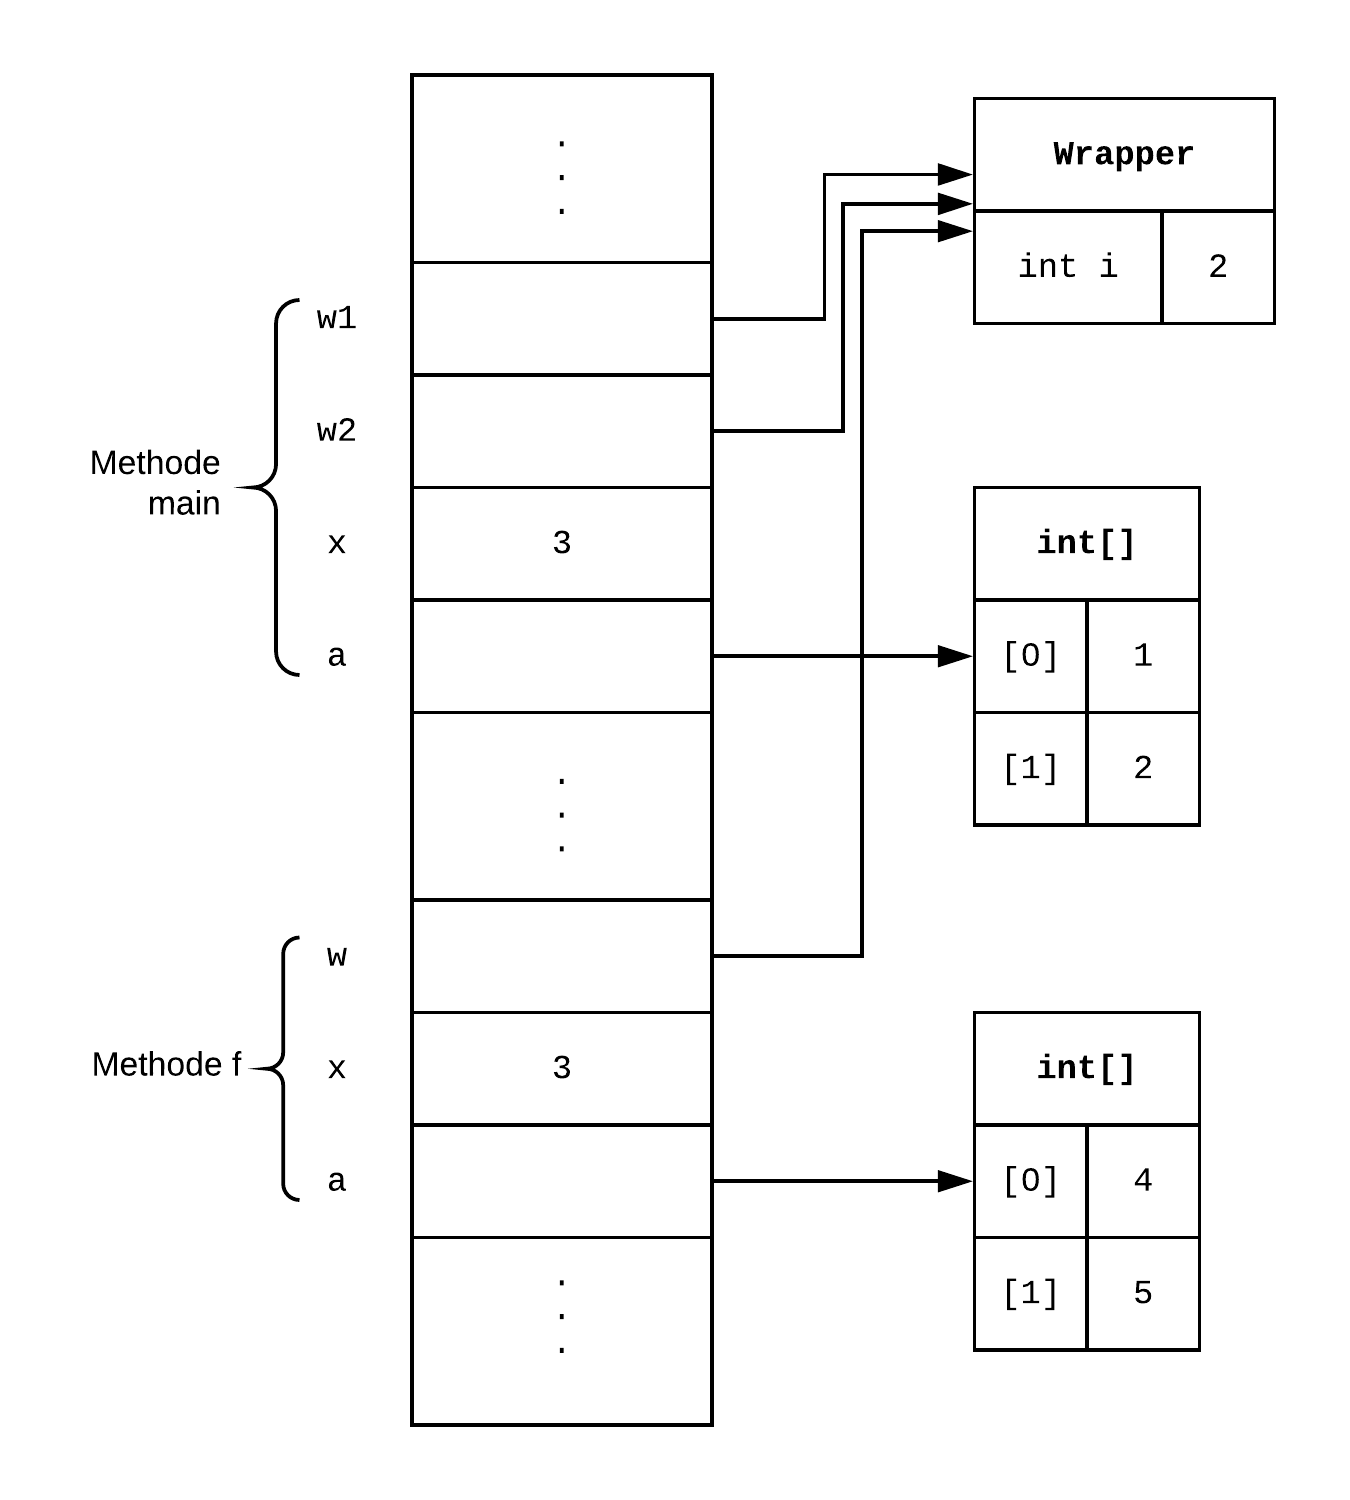 .
.
.
Wrapper
int i 2
w1
w2
Methode
main
x 3
int[]
a
[0] 1
[1] 2
.
.
.
w
Methode f
x 3
int[]
a
[0] 4
[1] 5
.
.
.